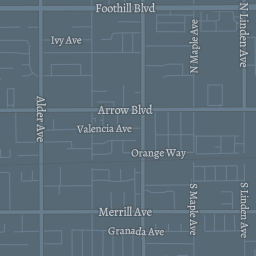 Foothill Blvd
N Linden Ave
N Maple Ave
Ivy Ave
Alder Ave
Arrow Blvd
Valencia Ave
Orange Way
S Maple Ave
S Linden Ave
Merrill Ave
Granada Ave